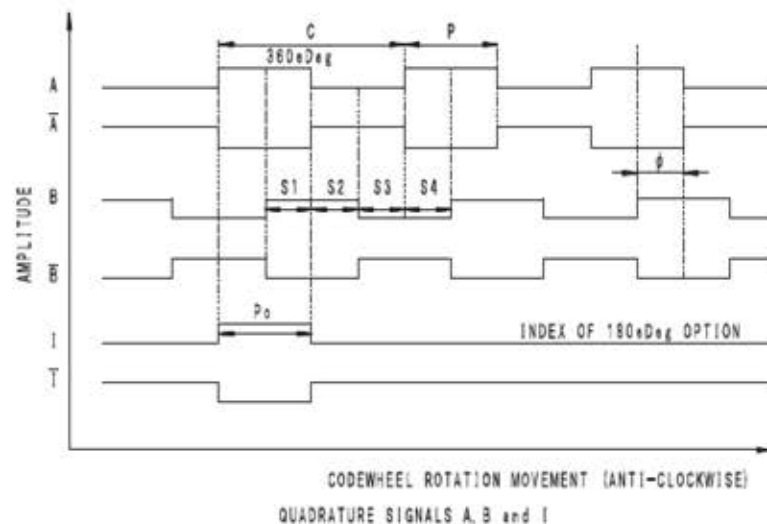 C
P
360eDeg
A
A̅
ϕ
B
S1 S2 S3 S4
AMPLITUDE
B̅
Po
I
INDEX OF 180eDeg OPTION
I̅
CODEWHEEL ROTATION MOVEMENT (ANTI-CLOCKWISE)
QUADRATURE SIGNALS A, B and I